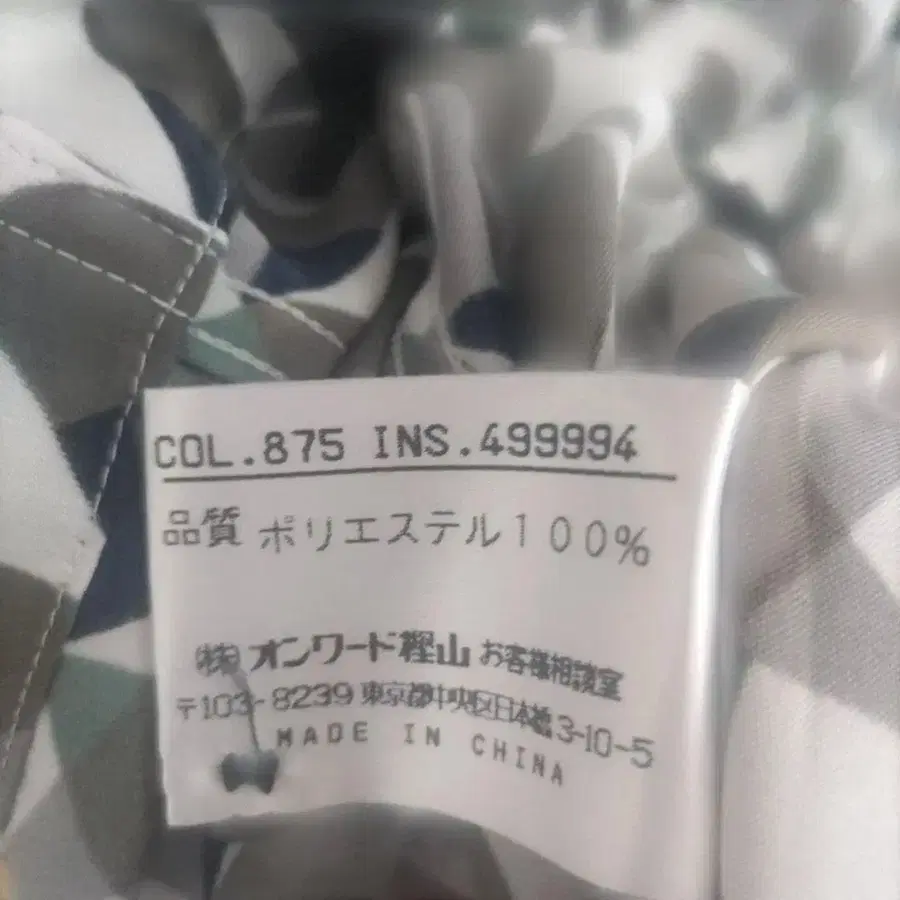 COL.875 INS.499994
品質 ポリエステル100%
㈱オンワード樫山 お客様相談室
〒103-8239 東京都中央区日本橋3-10-5
MADE IN CHINA